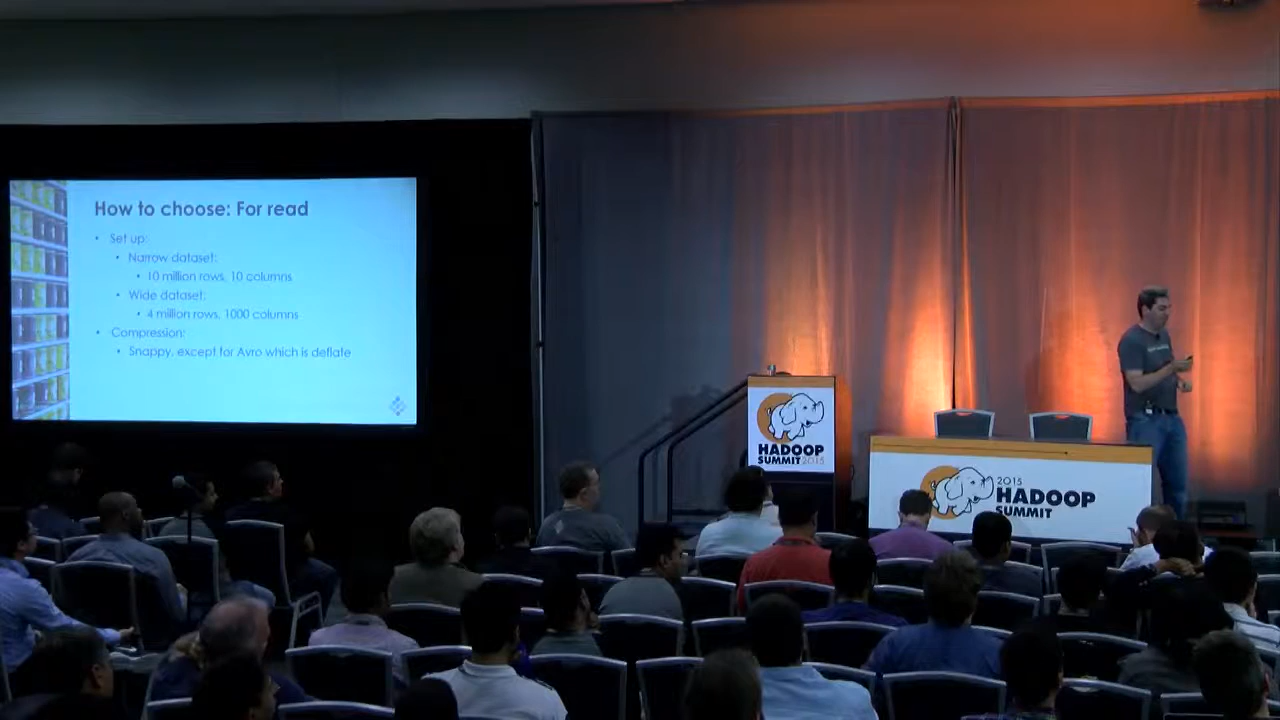 How to choose: For read
• Set up:
• Narrow dataset:
• 10 million rows, 10 columns
• Wide dataset:
• 4 million rows, 1000 columns
• Compression:
• Snappy, except for Avro which is deflate
HADOOP
SUMMIT 2015
2015
HADOOP
SUMMIT